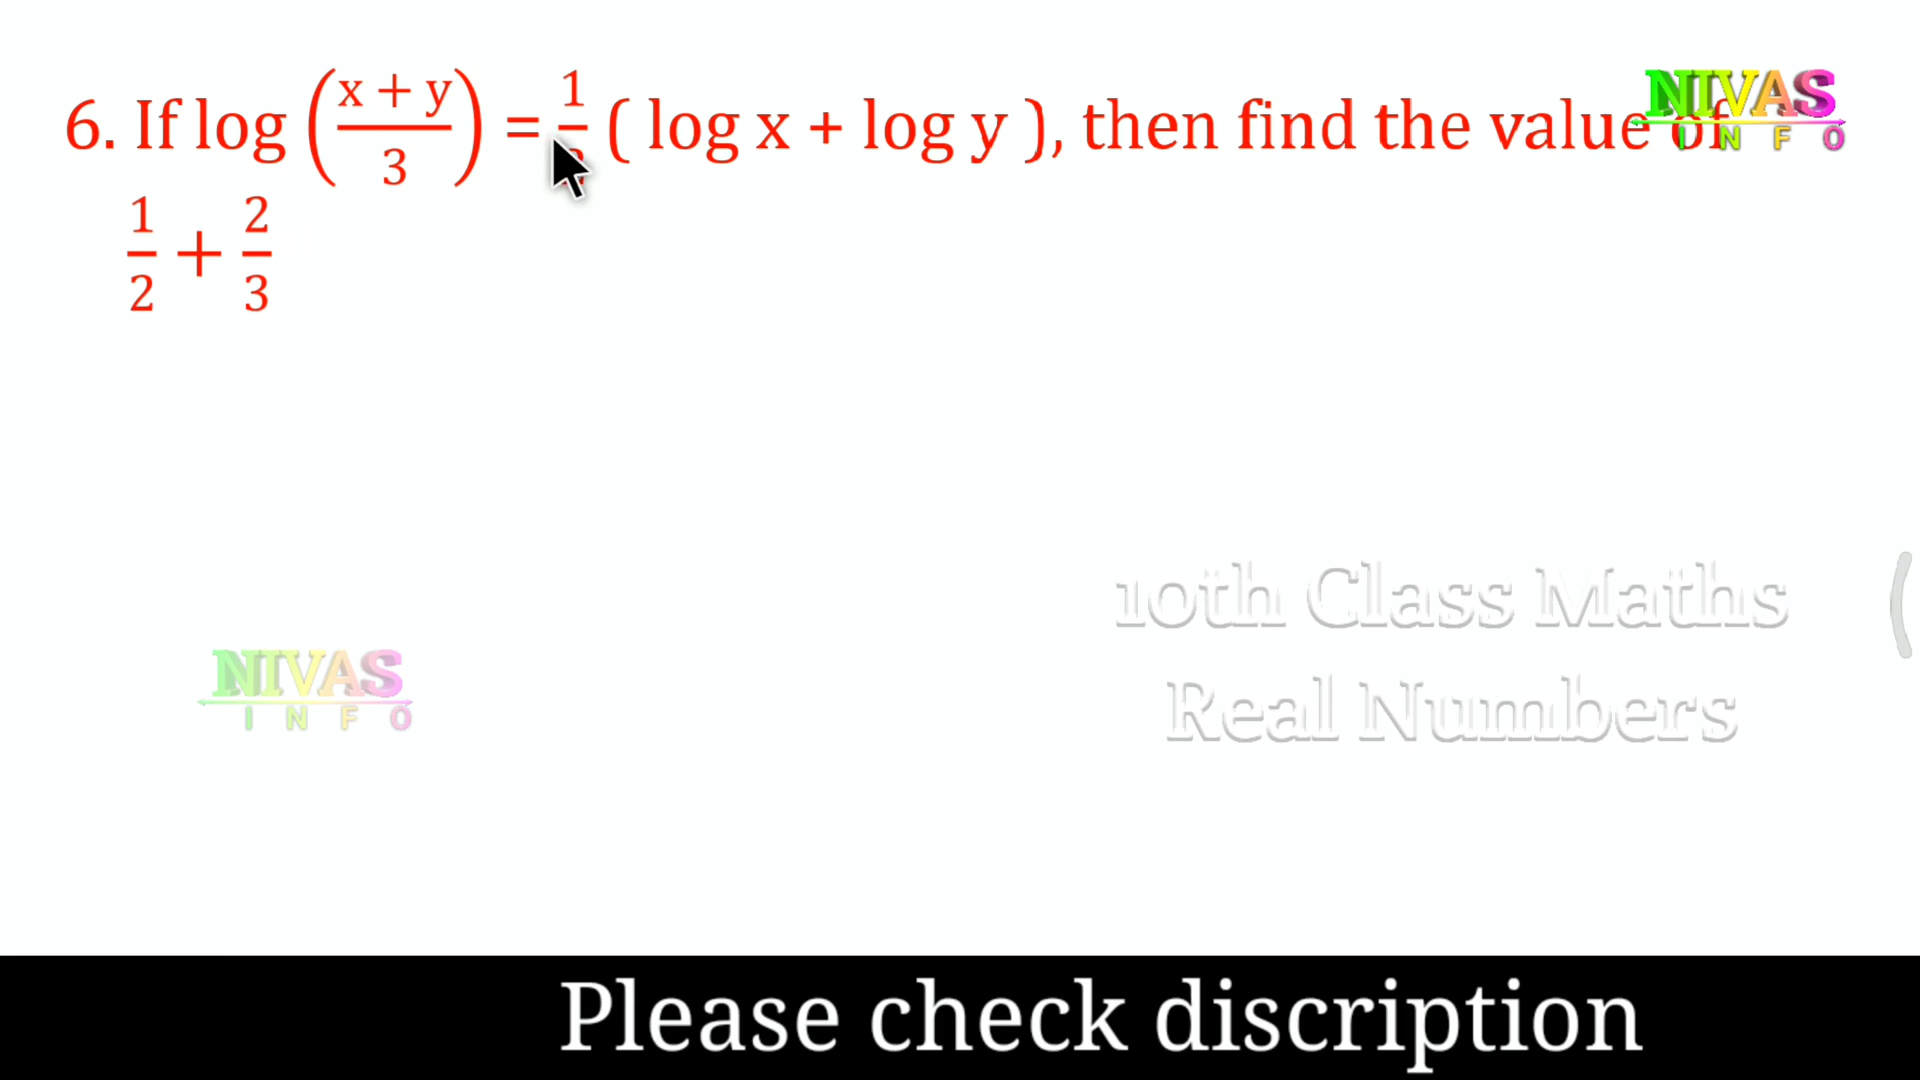 6. If log (x + y / 3) = 1/2 ( log x + log y ), then find the value of
1/2 + 2/3
NIVAS
INFO
10th Class Maths (
Real Numbers
NIVAS
INFO
Please check discription